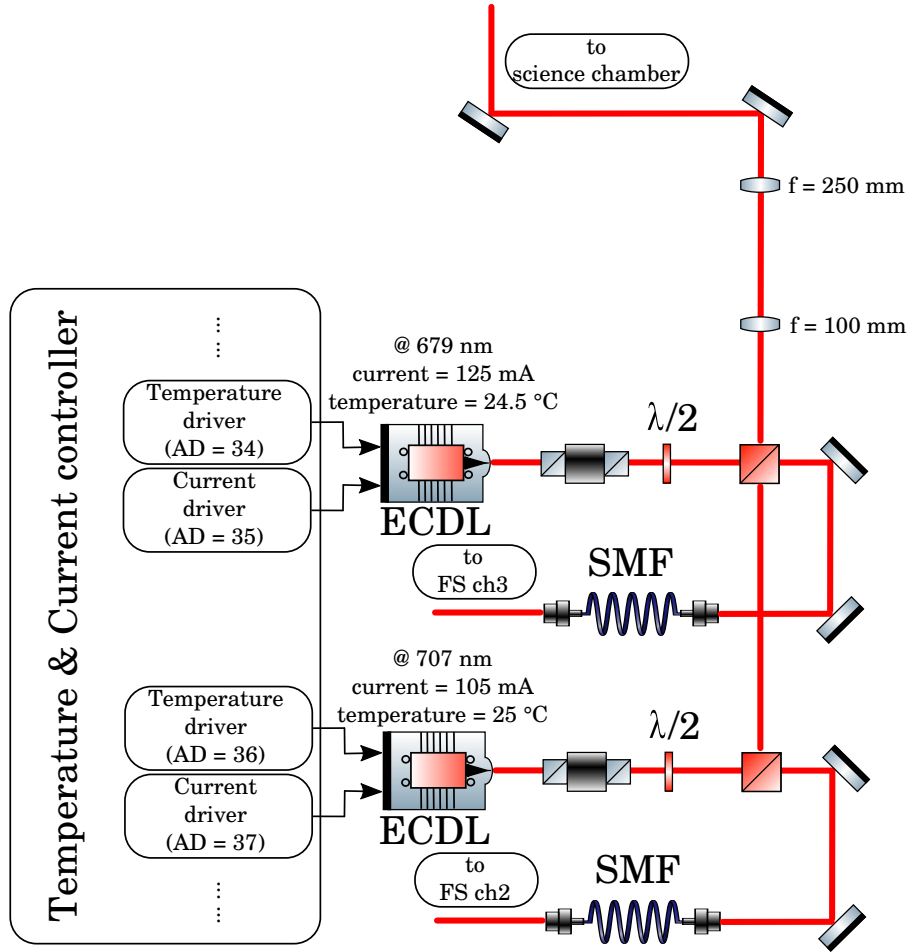 to
science chamber
f = 250 mm
f = 100 mm
Temperature & Current controller
Temperature
driver
(AD = 34)
Current
driver
(AD = 35)
@ 679 nm
current = 125 mA
temperature = 24.5 °C
ECDL
λ/2
to
FS ch3
SMF
Temperature
driver
(AD = 36)
Current
driver
(AD = 37)
@ 707 nm
current = 105 mA
temperature = 25 °C
ECDL
λ/2
to
FS ch2
SMF